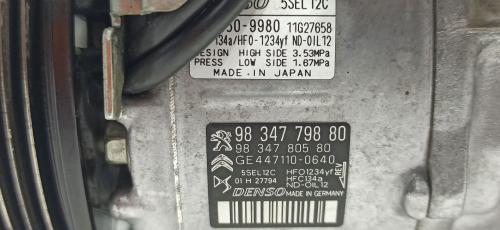 DENSO 5SEL12C
50-9980 11G27658
134a/HFO-1234yf ND-OIL12
DESIGN HIGH SIDE 3.53MPa
PRESS LOW SIDE 1.67MPa
MADE IN JAPAN
98 347 798 80
98 347 805 80
GE447110-0640
5SEL12C HFO1234yf
01 H 27794 HFC134a
ND-OIL12
REV
DENSO MADE IN GERMANY